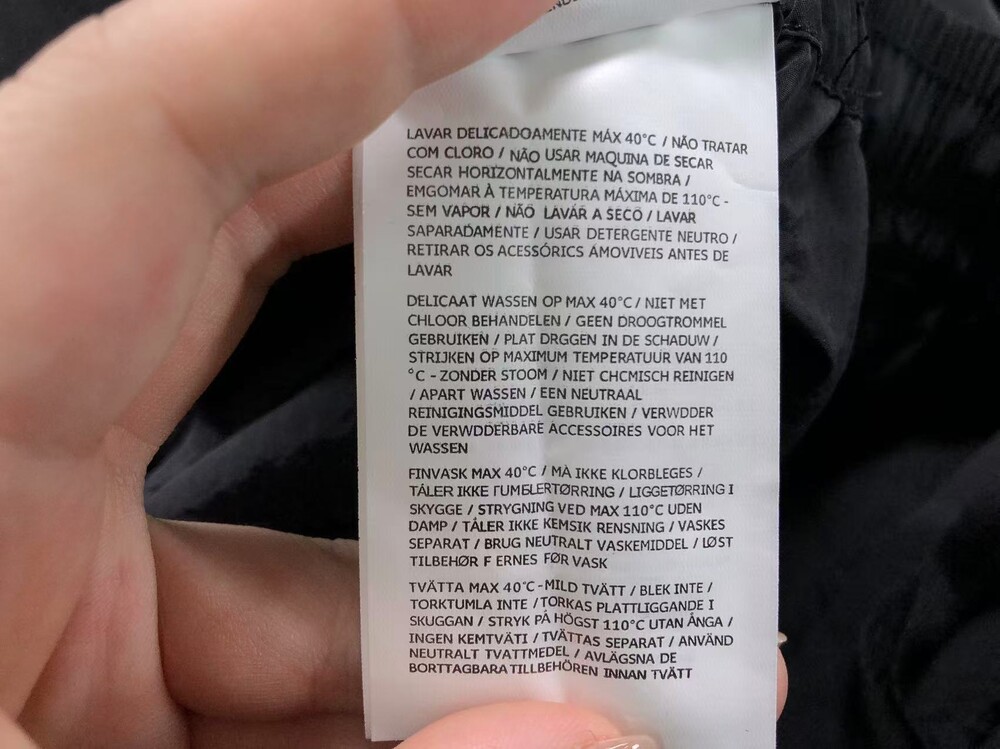 LAVAR DELICADOAMENTE MÁX 40°C / NÃO TRATAR
COM CLORO / NÃO USAR MAQUINA DE SECAR
SECAR HORIZONTALMENTE NA SOMBRA /
EMGOMAR À TEMPERATURA MÁXIMA DE 110°C -
SEM VAPOR / NÃO LAVÁR A SECO / LAVAR
SAPARADAMENTE / USAR DETERGENTE NEUTRO /
RETIRAR OS ACESSÓRICS AMOVIVEIS ANTES DE
LAVAR
DELICAAT WASSEN OP MAX 40°C / NIET MET
CHLOOR BEHANDELEN / GEEN DROOGTROMMEL
GEBRUIKEN / PLAT DRGGEN IN DE SCHADUW /
STRIJKEN OP MAXIMUM TEMPERATUUR VAN 110
°C - ZONDER STOOM / NIET CHCMISCH REINIGEN
/ APART WASSEN / EEN NEUTRAAL
REINIGINGSMIDDEL GEBRUIKEN / VERWDDER
DE VERWDDERBARE ACCESSOIRES VOOR HET
WASSEN
FINVASK MAX 40°C / MÅ IKKE KLORBLEGES /
TÅLER IKKE TUMBLERTØRRING / LIGGETØRRING I
SKYGGE / STRYGNING VED MAX 110°C UDEN
DAMP / TÅLER IKKE KEMSIK RENSNING / VASKES
SEPARAT / BRUG NEUTRALT VASKEMIDDEL / LØST
TILBEHØR F ERNES FØR VASK
TVÄTTA MAX 40°C - MILD TVÄTT / BLEK INTE /
TORKTUMLA INTE / TORKAS PLATTLIGGANDE I
SKUGGAN / STRYK PÅ HÖGST 110°C UTAN ÅNGA /
INGEN KEMTVÄTI / TVÄTTAS SEPARAT / ANVÄND
NEUTRALT TVATTMEDEL / AVLÄGSNA DE
BORTTAGBARA TILLBEHÖREN INNAN TVÄTT